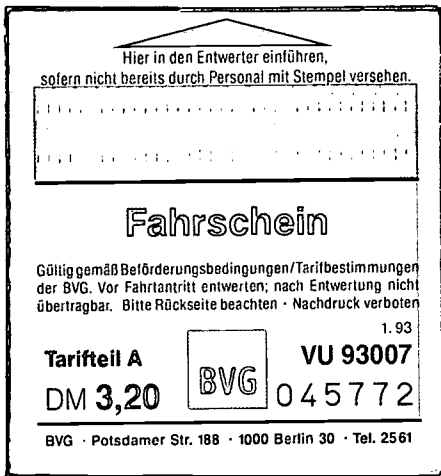 Hier in den Entwerter einführen,
sofern nicht bereits durch Personal mit Stempel versehen.
Fahrschein
Gültig gemäß Beförderungsbedingungen/Tarifbestimmungen
der BVG. Vor Fahrtantritt entwerten; nach Entwertung nicht
übertragbar. Bitte Rückseite beachten · Nachdruck verboten
1. 93
Tarifteil A BVG VU 93007
DM 3,20 045772
BVG · Potsdamer Str. 188 · 1000 Berlin 30 · Tel. 25 61